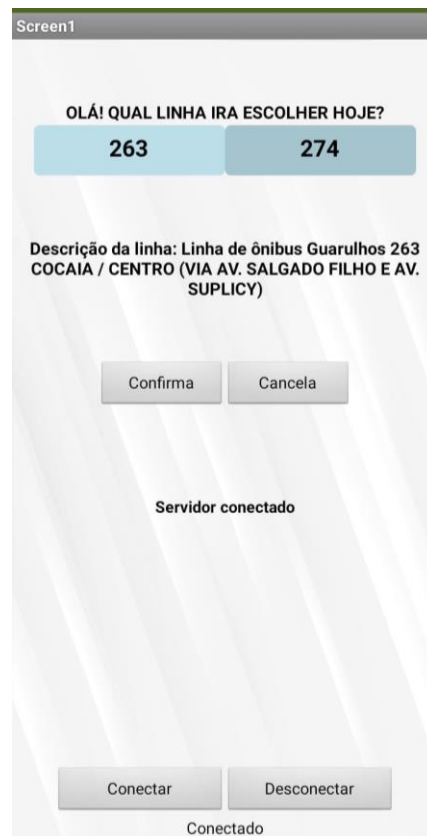 Screen1
OLÁ! QUAL LINHA IRA ESCOLHER HOJE?
263 274
Descrição da linha: Linha de ônibus Guarulhos 263
COCAIA / CENTRO (VIA AV. SALGADO FILHO E AV.
SUPLICY)
Confirma Cancela
Servidor conectado
Conectar Desconectar
Conectado